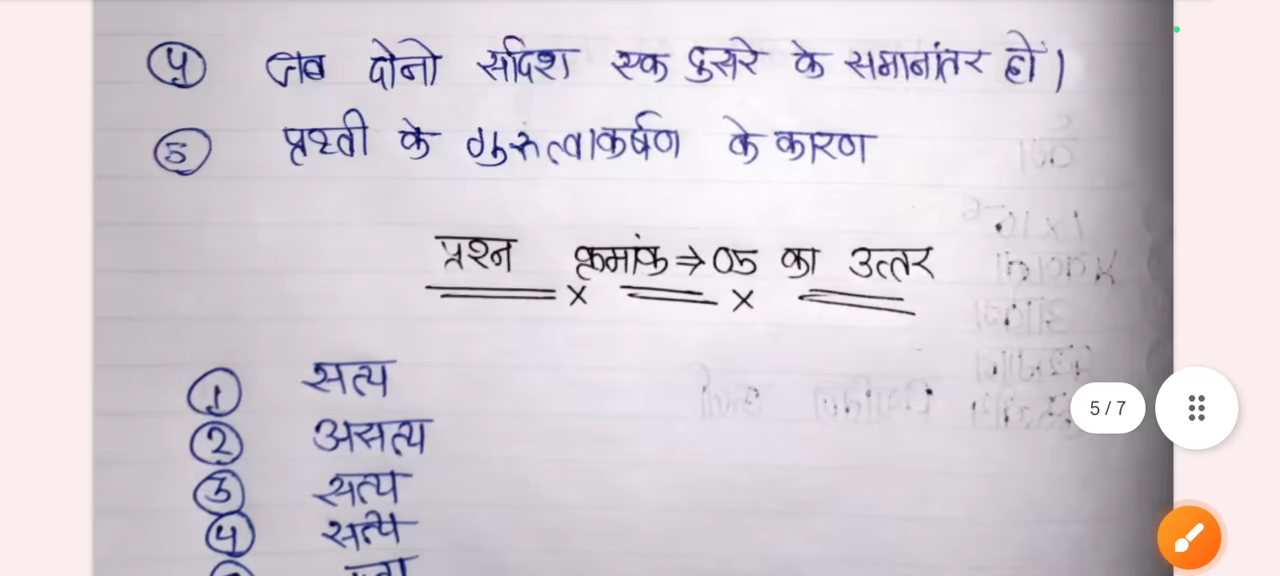 ④ जब दोनो सदिश एक दुसरे के समानांतर हो।
⑤ प्रथ्वी के गुरुत्वाकर्षण के कारण
प्रश्न क्रमांक⇒05 का उत्तर
① सत्य
② असत्य
③ सत्य
5 / 7
④ सत्य